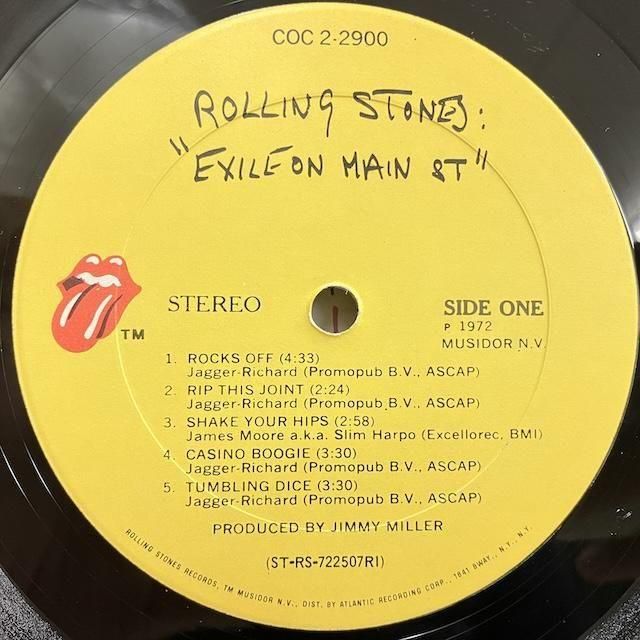 COC 2-2900
ROLLING STONES:
"EXILE ON MAIN ST"
TM
STEREO
SIDE ONE
P 1972
MUSIDOR N.V.
1. ROCKS OFF (4:33)
Jagger-Richard (Promopub B.V., ASCAP)
2. RIP THIS JOINT (2:24)
Jagger-Richard (Promopub B.V., ASCAP)
3. SHAKE YOUR HIPS (2:58)
James Moore a.k.a. Slim Harpo (Excellorec, BMI)
4. CASINO BOOGIE (3:30)
Jagger-Richard (Promopub B.V., ASCAP)
5. TUMBLING DICE (3:30)
Jagger-Richard (Promopub B.V., ASCAP)
PRODUCED BY JIMMY MILLER
(ST-RS-722507RI)
ROLLING STONES RECORDS, TM MUSIDOR N.V., DIST. BY ATLANTIC RECORDING CORP., 1841 BWAY., N.Y., N.Y.